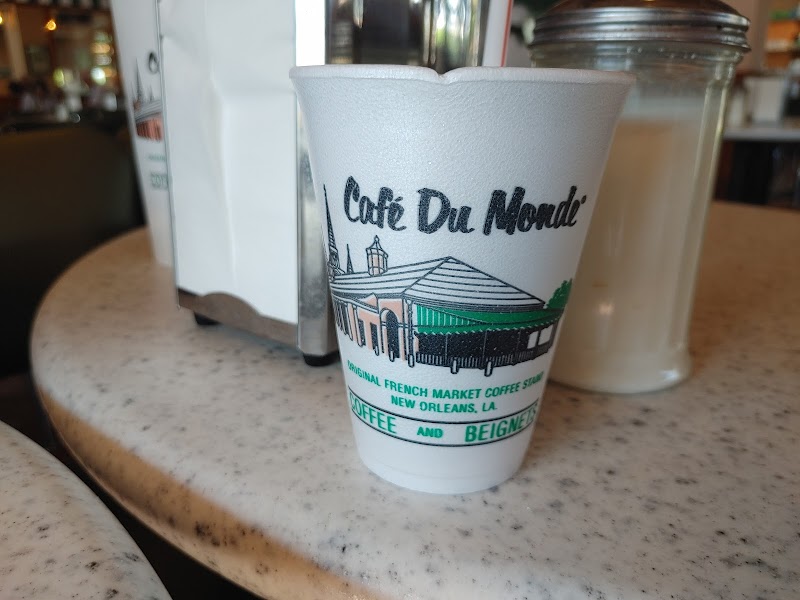 Café Du Monde
ORIGINAL FRENCH MARKET COFFEE STAND
NEW ORLEANS, LA.
COFFEE AND BEIGNETS